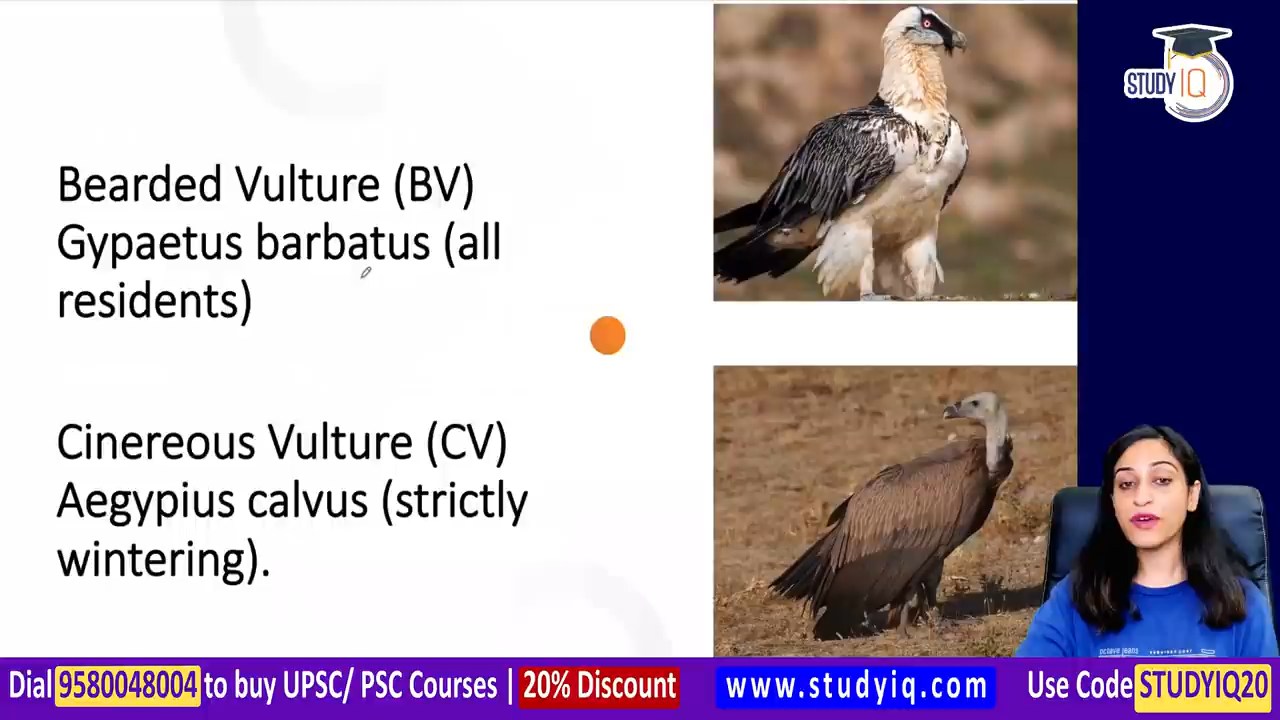 STUDY IQ
Bearded Vulture (BV)
Gypaetus barbatus (all
residents)
Cinereous Vulture (CV)
Aegypius calvus (strictly
wintering).
Dial 9580048004 to buy UPSC/ PSC Courses | 20% Discount www.studyiq.com Use Code STUDYIQ20